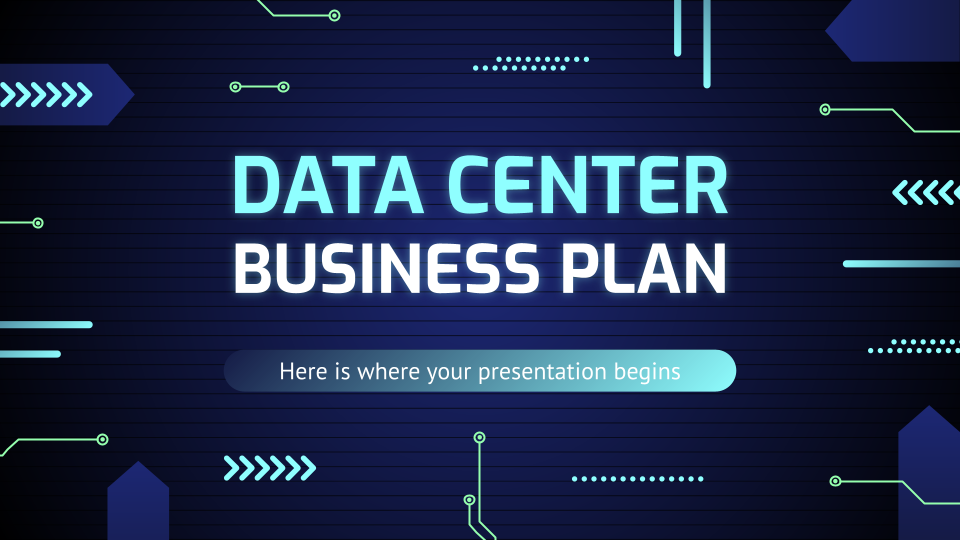 DATA CENTER
BUSINESS PLAN
Here is where your presentation begins